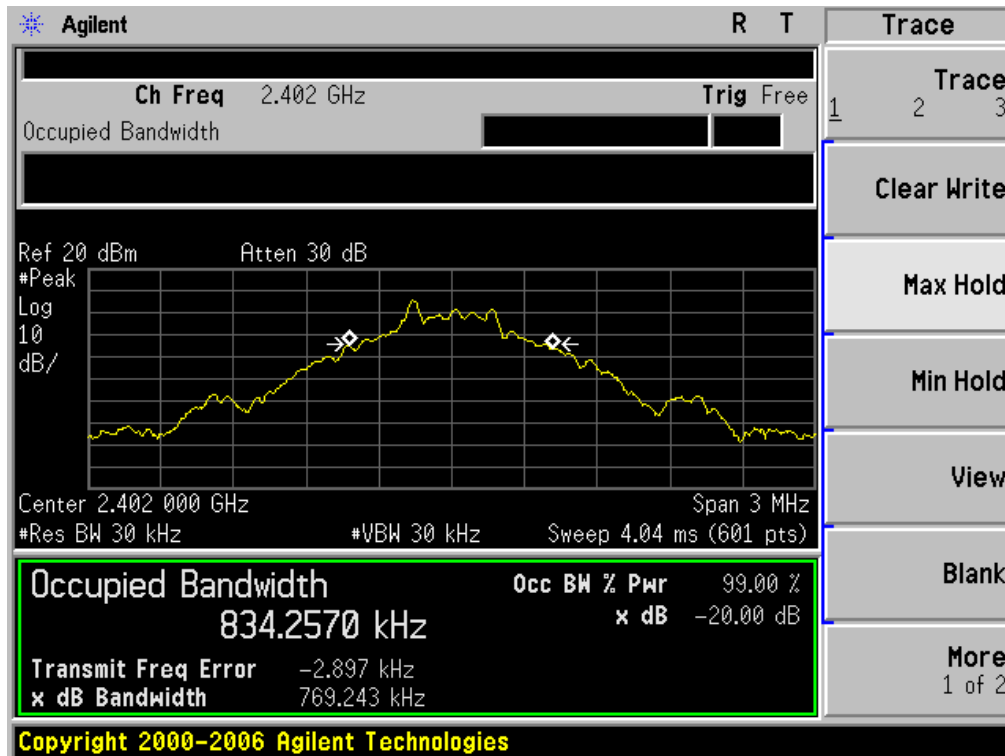 Agilent R T
Ch Freq 2.402 GHz Trig Free
Occupied Bandwidth
Ref 20 dBm Atten 30 dB
#Peak
Log
10
dB/
Center 2.402 000 GHz Span 3 MHz
#Res BW 30 kHz #VBW 30 kHz Sweep 4.04 ms (601 pts)
Occupied Bandwidth Occ BW % Pwr 99.00 %
834.2570 kHz x dB -20.00 dB
Transmit Freq Error -2.897 kHz
x dB Bandwidth 769.243 kHz
Copyright 2000-2006 Agilent Technologies
Trace
Trace
1 2 3
Clear Write
Max Hold
Min Hold
View
Blank
More
1 of 2